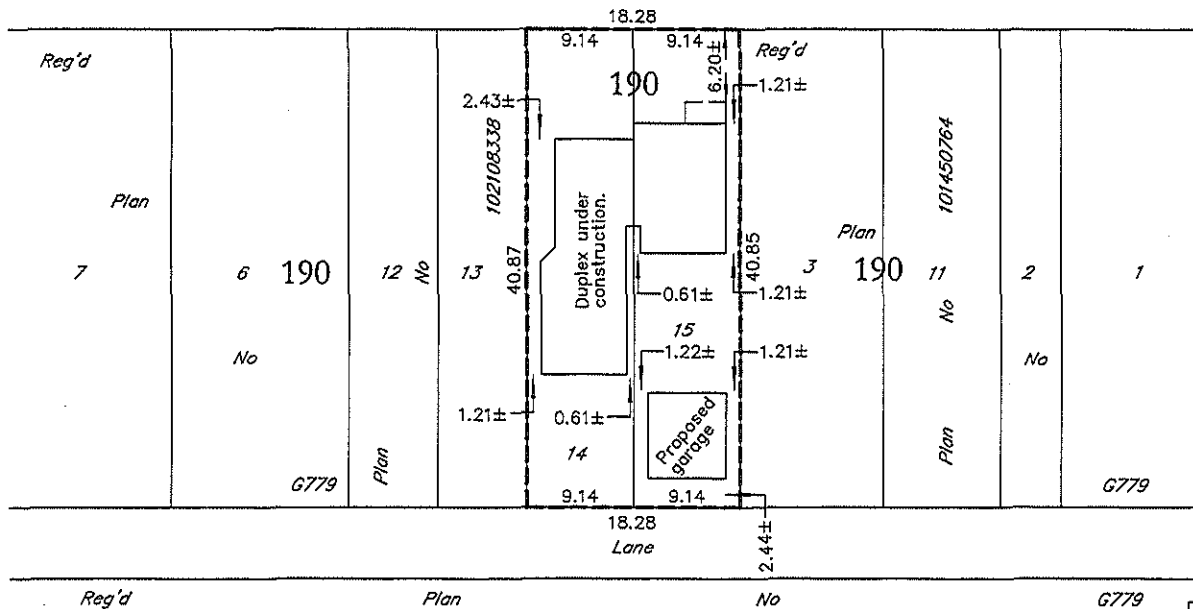 18.28
9.14 9.14
Reg'd
Reg'd
190
6.20±
1.21±
2.43±
102108338
101450764
Plan
Plan
Duplex under
construction.
7
6
190
12
No
13
40.87
40.85
3
190
11
2
1
0.61±
1.21±
15
No
No
No
1.22±
1.21±
1.21±
0.61±
14
Proposed
garage
Plan
Plan
G779
G779
9.14 9.14
18.28
Lane
2.44±
Reg'd Plan No G779